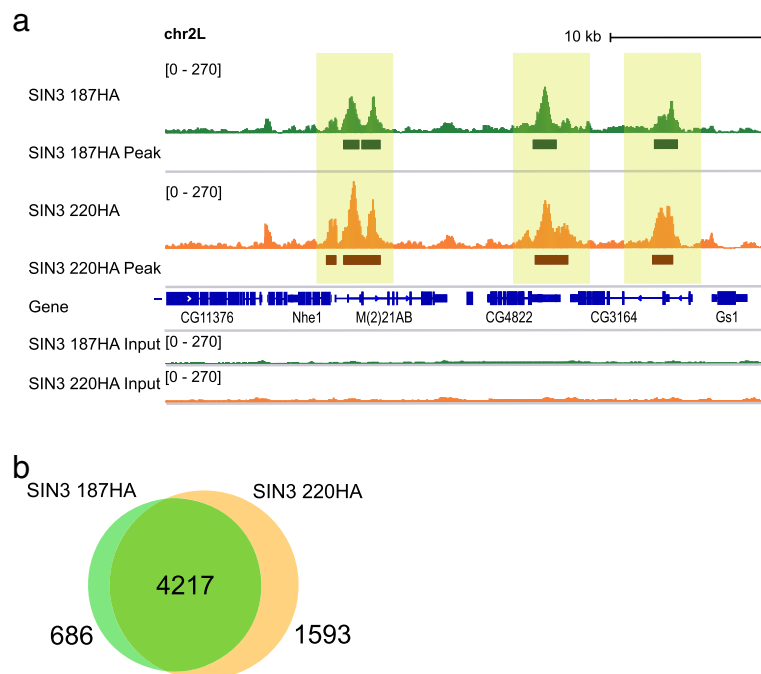 a
chr2L
10 kb
[0 - 270]
SIN3 187HA
SIN3 187HA Peak
[0 - 270]
SIN3 220HA
SIN3 220HA Peak
Gene
CG11376 Nhe1 M(2)21AB CG4822 CG3164 Gs1
SIN3 187HA Input [0 - 270]
SIN3 220HA Input [0 - 270]
b
SIN3 187HA
SIN3 220HA
4217
686
1593